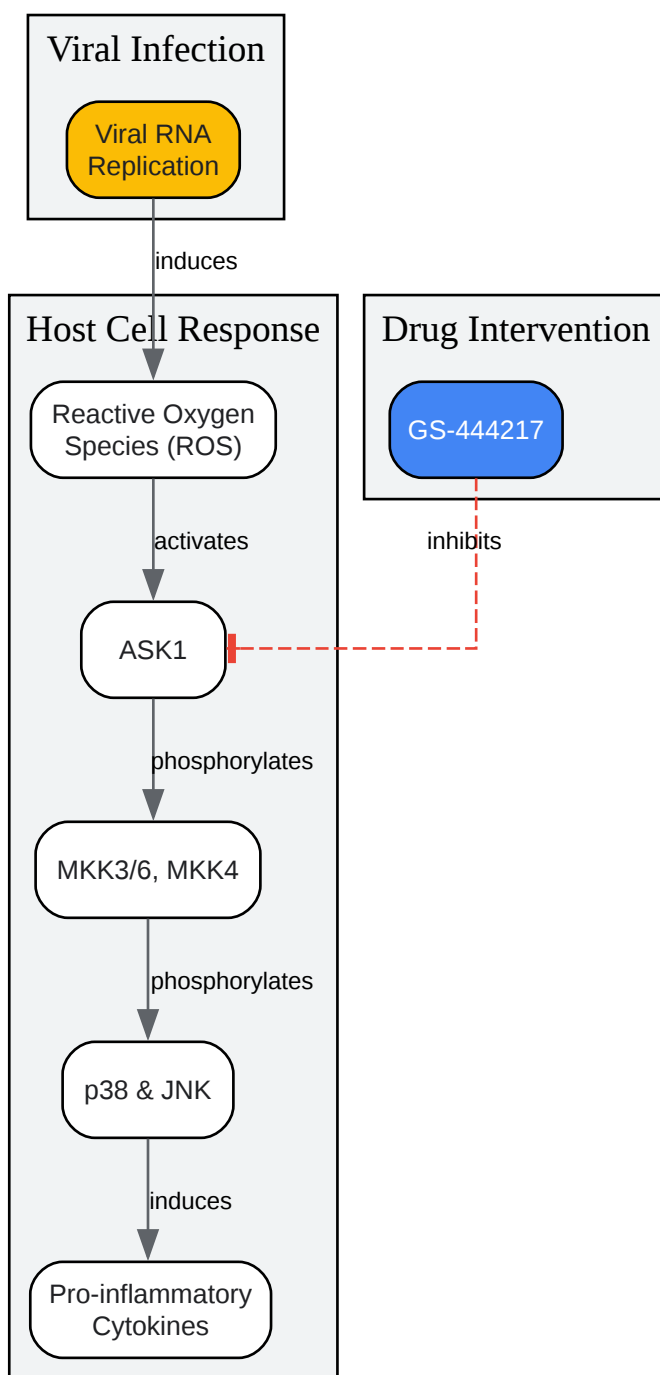 Viral Infection
Viral RNA
Replication
induces
Host Cell Response
Drug Intervention
Reactive Oxygen
Species (ROS)
GS-444217
activates
inhibits
ASK1
phosphorylates
MKK3/6, MKK4
phosphorylates
p38 & JNK
induces
Pro-inflammatory
Cytokines